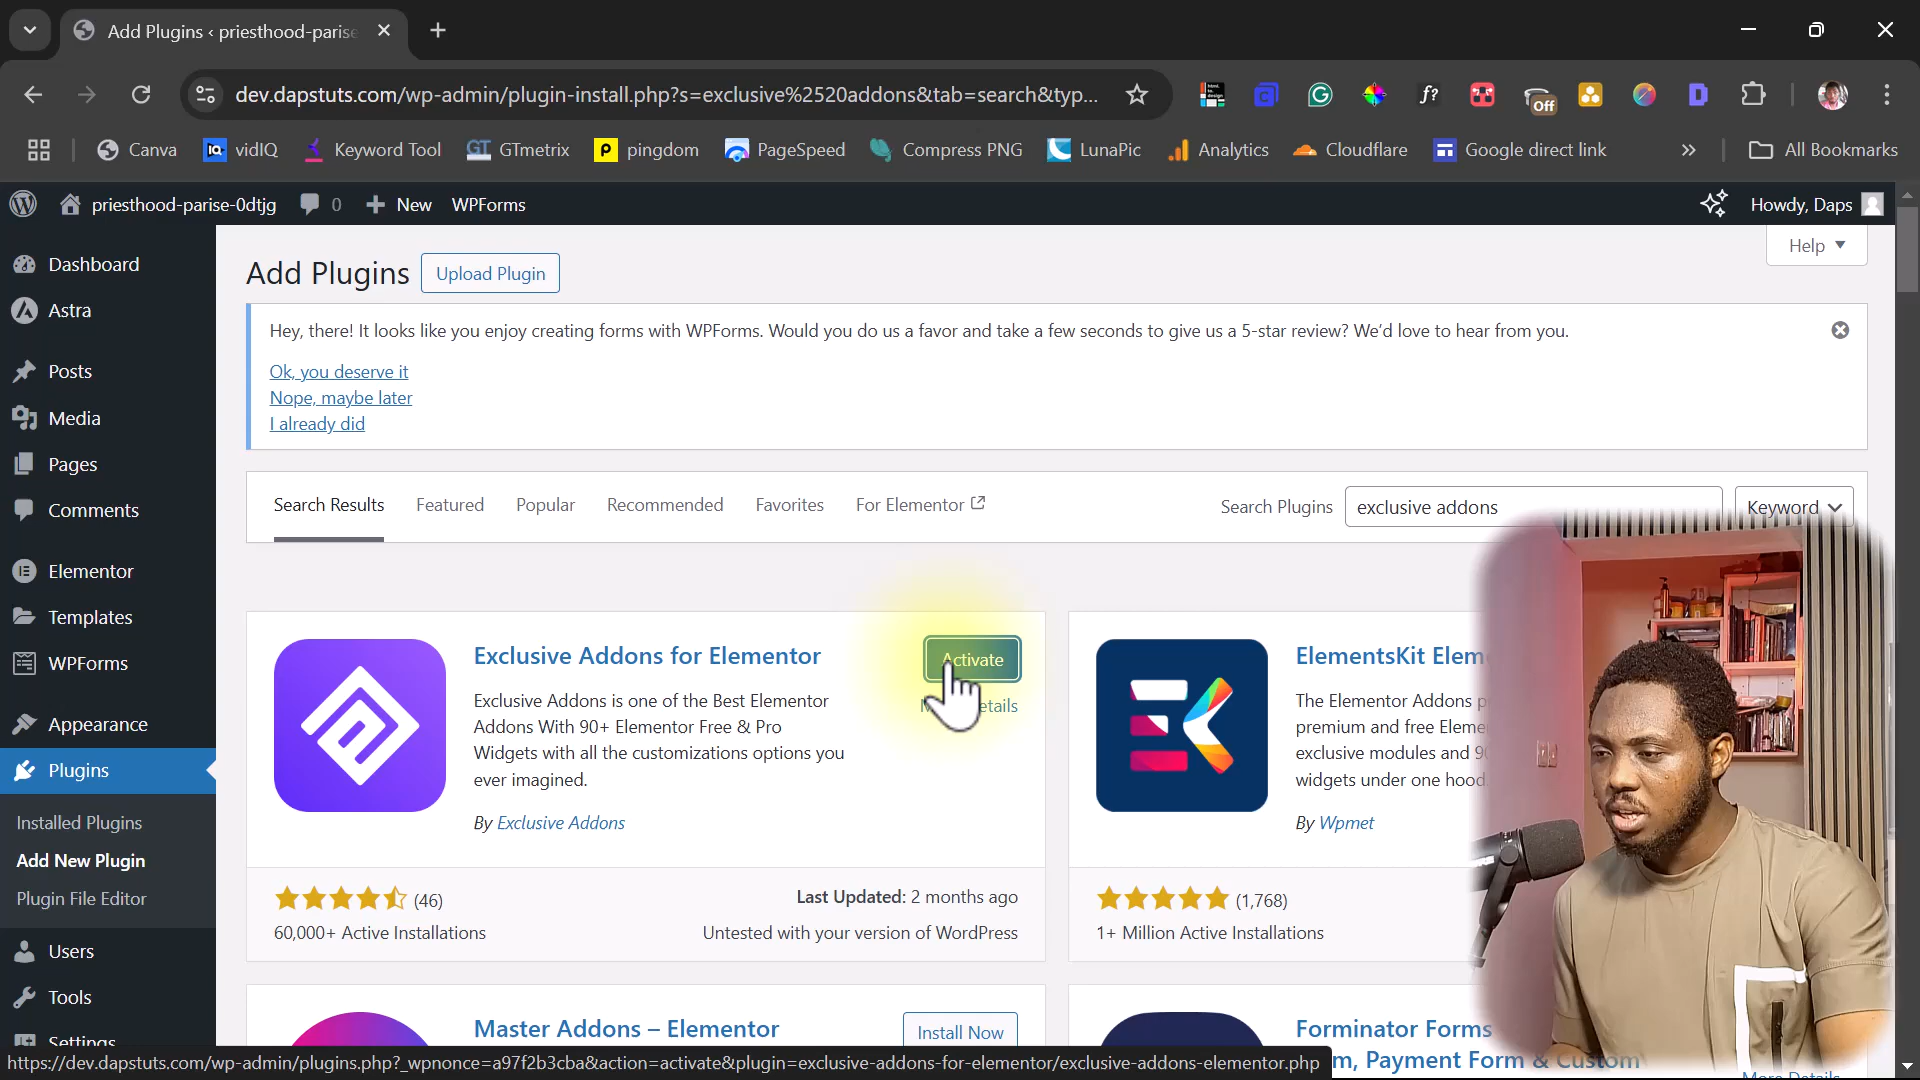 Add Plugins ‹ priesthood-parise
dev.dapstuts.com/wp-admin/plugin-install.php?s=exclusive%2520addons&tab=search&typ...
Off
Canva
vidIQ
Keyword Tool
GTmetrix
pingdom
PageSpeed
Compress PNG
LunaPic
Analytics
Cloudflare
Google direct link
All Bookmarks
priesthood-parise-0dtjg
0
New
WPForms
Howdy, Daps
Help
Dashboard
Astra
Posts
Media
Pages
Comments
Elementor
Templates
WPForms
Appearance
Plugins
Installed Plugins
Add New Plugin
Plugin File Editor
Users
Tools
Settings
Add Plugins
Upload Plugin
Hey, there! It looks like you enjoy creating forms with WPForms. Would you do us a favor and take a few seconds to give us a 5-star review? We'd love to hear from you.
Ok, you deserve it
Nope, maybe later
I already did
Search Results
Featured
Popular
Recommended
Favorites
For Elementor
Search Plugins
exclusive addons
Keyword
Exclusive Addons for Elementor
Activate
Exclusive Addons is one of the Best Elementor
Addons With 90+ Elementor Free & Pro
Widgets with all the customizations options you
ever imagined.
By Exclusive Addons
(46)
60,000+ Active Installations
Last Updated: 2 months ago
Untested with your version of WordPress
ElementsKit
The Elementor Addons
premium and free
exclusive modules and
widgets under one hood
By Wpmet
(1,768)
1+ Million Active Installations
Master Addons – Elementor
Install Now
Forminator Forms
Payment Form & Custom
https://dev.dapstuts.com/wp-admin/plugins.php?_wpnonce=a97f2b3cba&action=activate&plugin=exclusive-addons-for-elementor/exclusive-addons-elementor.php